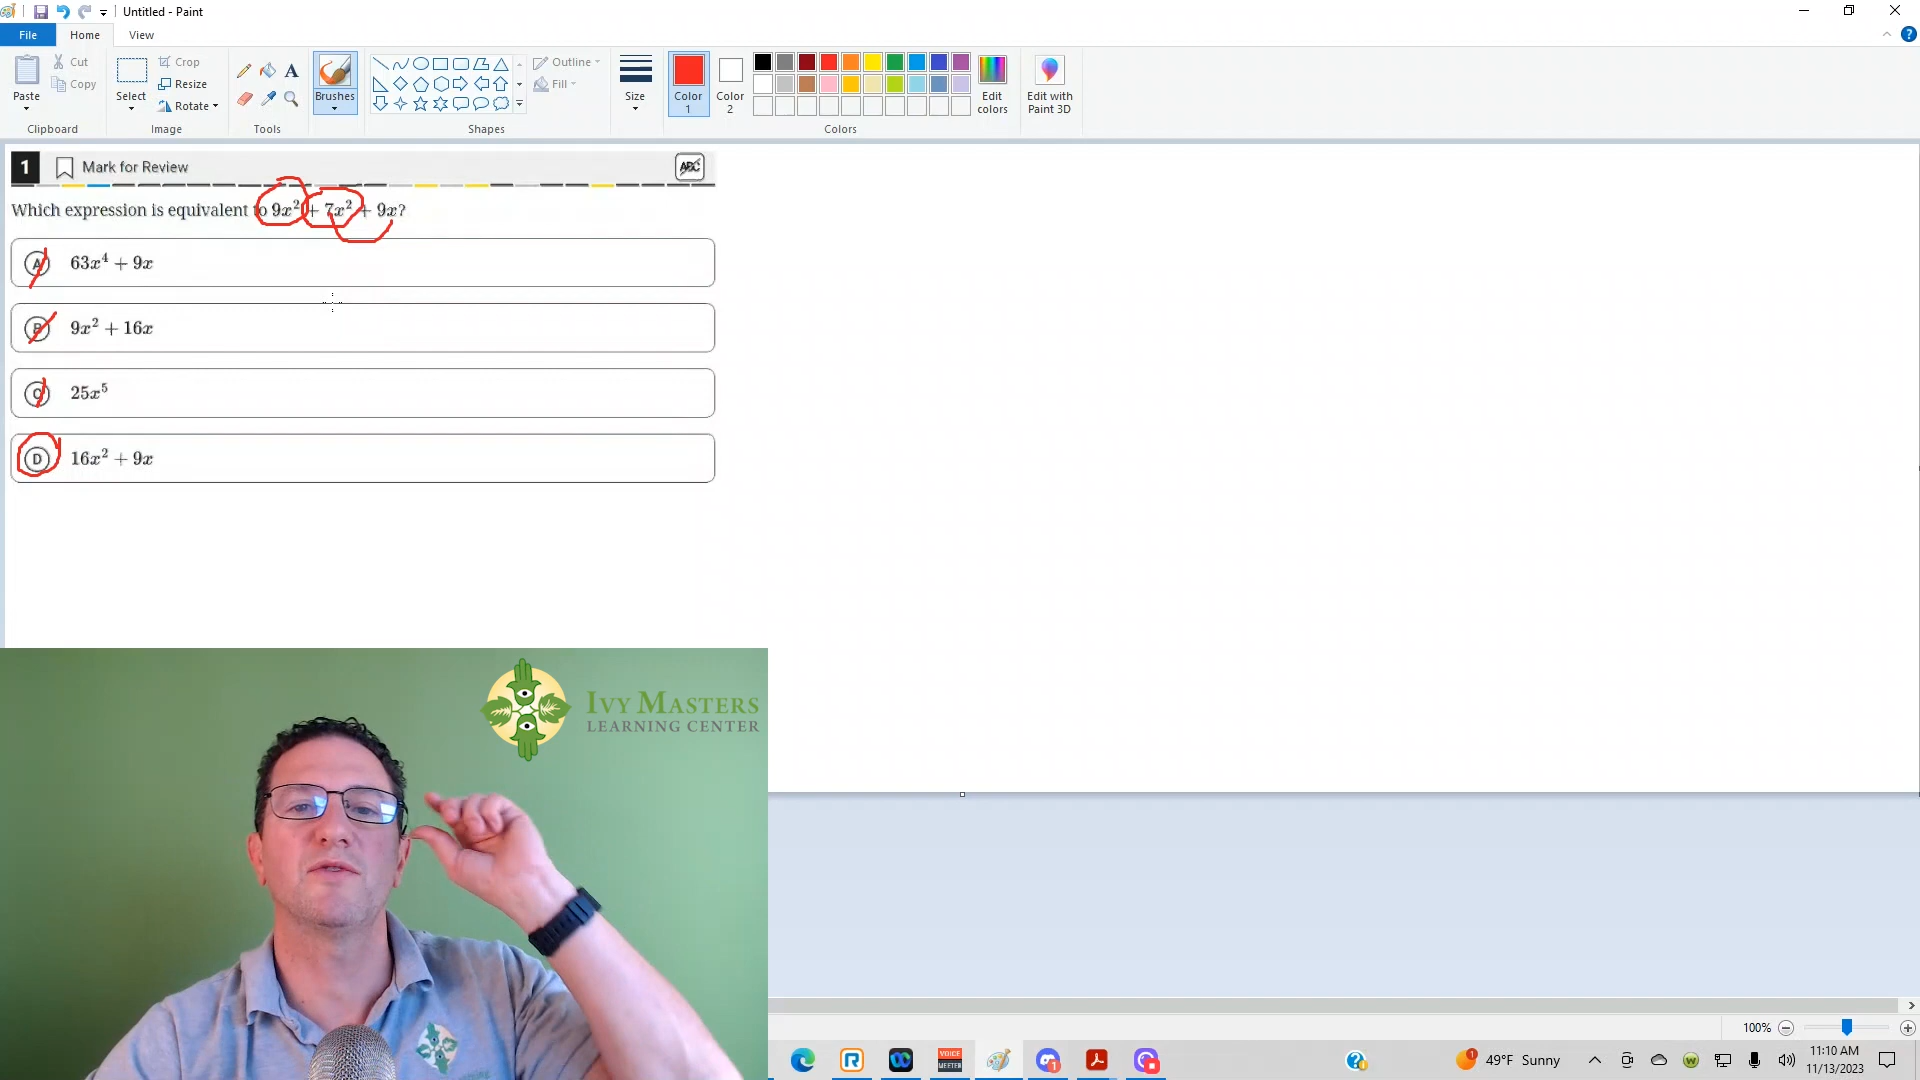 Untitled - Paint
File Home View
Paste Cut Copy Clipboard
Select Crop Resize Rotate Image
Tools
Brushes
Shapes Outline Fill
Size
Color 1
Color 2
Edit colors
Colors
Edit with Paint 3D
1 Mark for Review ABC
Which expression is equivalent to 9x² + 7x² + 9x?
A 63x⁴ + 9x
B 9x² + 16x
C 25x⁵
D 16x² + 9x
IVY MASTERS
LEARNING CENTER
100%
VOICE MEETER
49°F Sunny
11:10 AM
11/13/2023